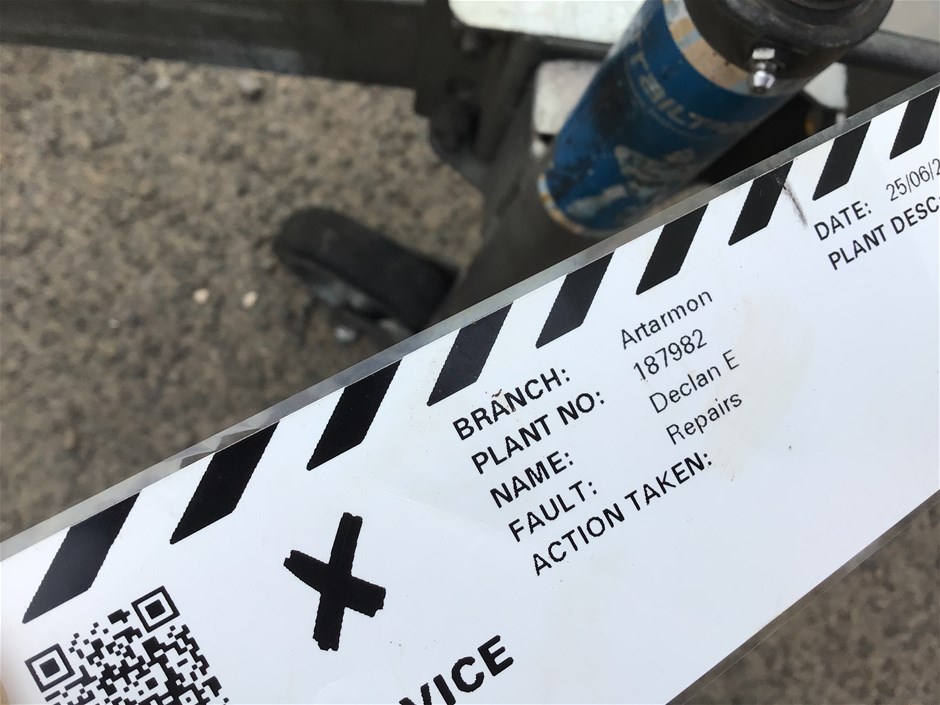 BRANCH: Artarmon
PLANT NO: 187982
NAME: Declan E
FAULT: Repairs
ACTION TAKEN:
DATE: 25/06/2
PLANT DESC
VICE